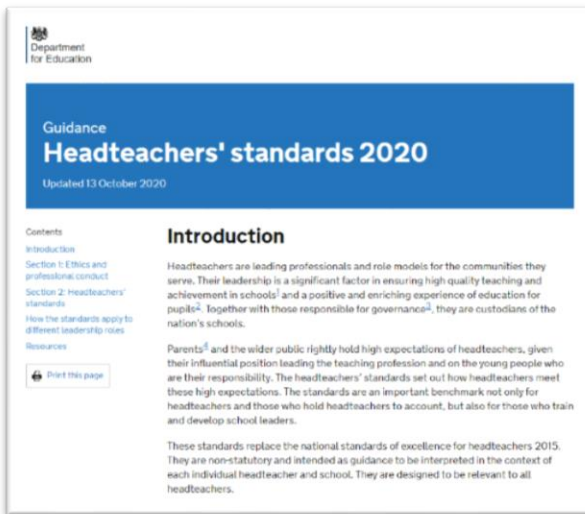 Department
for Education
Guidance
Headteachers' standards 2020
Updated 13 October 2020
Contents
Introduction
Section 1: Ethics and
professional conduct
Section 2: Headteachers'
standards
How the standards apply to
different leadership roles
Resources
Print this page
Introduction
Headteachers are leading professionals and role models for the communities they
serve. Their leadership is a significant factor in ensuring high quality teaching and
achievement in schools1 and a positive and enriching experience of education for
pupils2. Together with those responsible for governance3, they are custodians of the
nation's schools.
Parents4 and the wider public rightly hold high expectations of headteachers, given
their influential position leading the teaching profession and on the young people who
are their responsibility. The headteachers' standards set out how headteachers meet
these high expectations. The standards are an important benchmark not only for
headteachers and those who hold headteachers to account, but also for those who train
and develop school leaders.
These standards replace the national standards of excellence for headteachers 2015.
They are non-statutory and intended as guidance to be interpreted in the context of
each individual headteacher and school. They are designed to be relevant to all
headteachers.